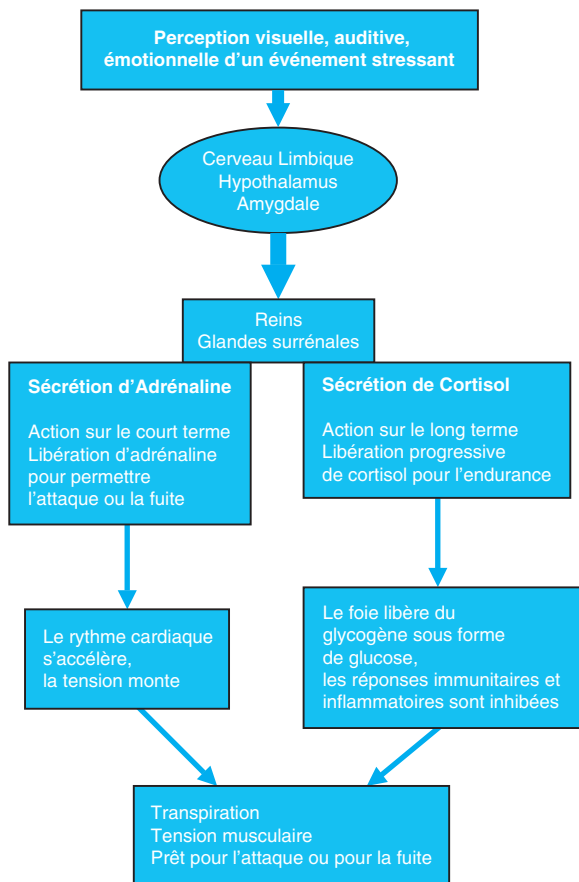 Perception visuelle, auditive,
émotionnelle d’un événement stressant
Cerveau Limbique
Hypothalamus
Amygdale
Reins
Glandes surrénales
Sécrétion d’Adrénaline
Action sur le court terme
Libération d’adrénaline
pour permettre
l’attaque ou la fuite
Sécrétion de Cortisol
Action sur le long terme
Libération progressive
de cortisol pour l’endurance
Le rythme cardiaque
s’accélère,
la tension monte
Le foie libère du
glycogène sous forme
de glucose,
les réponses immunitaires et
inflammatoires sont inhibées
Transpiration
Tension musculaire
Prêt pour l’attaque ou pour la fuite